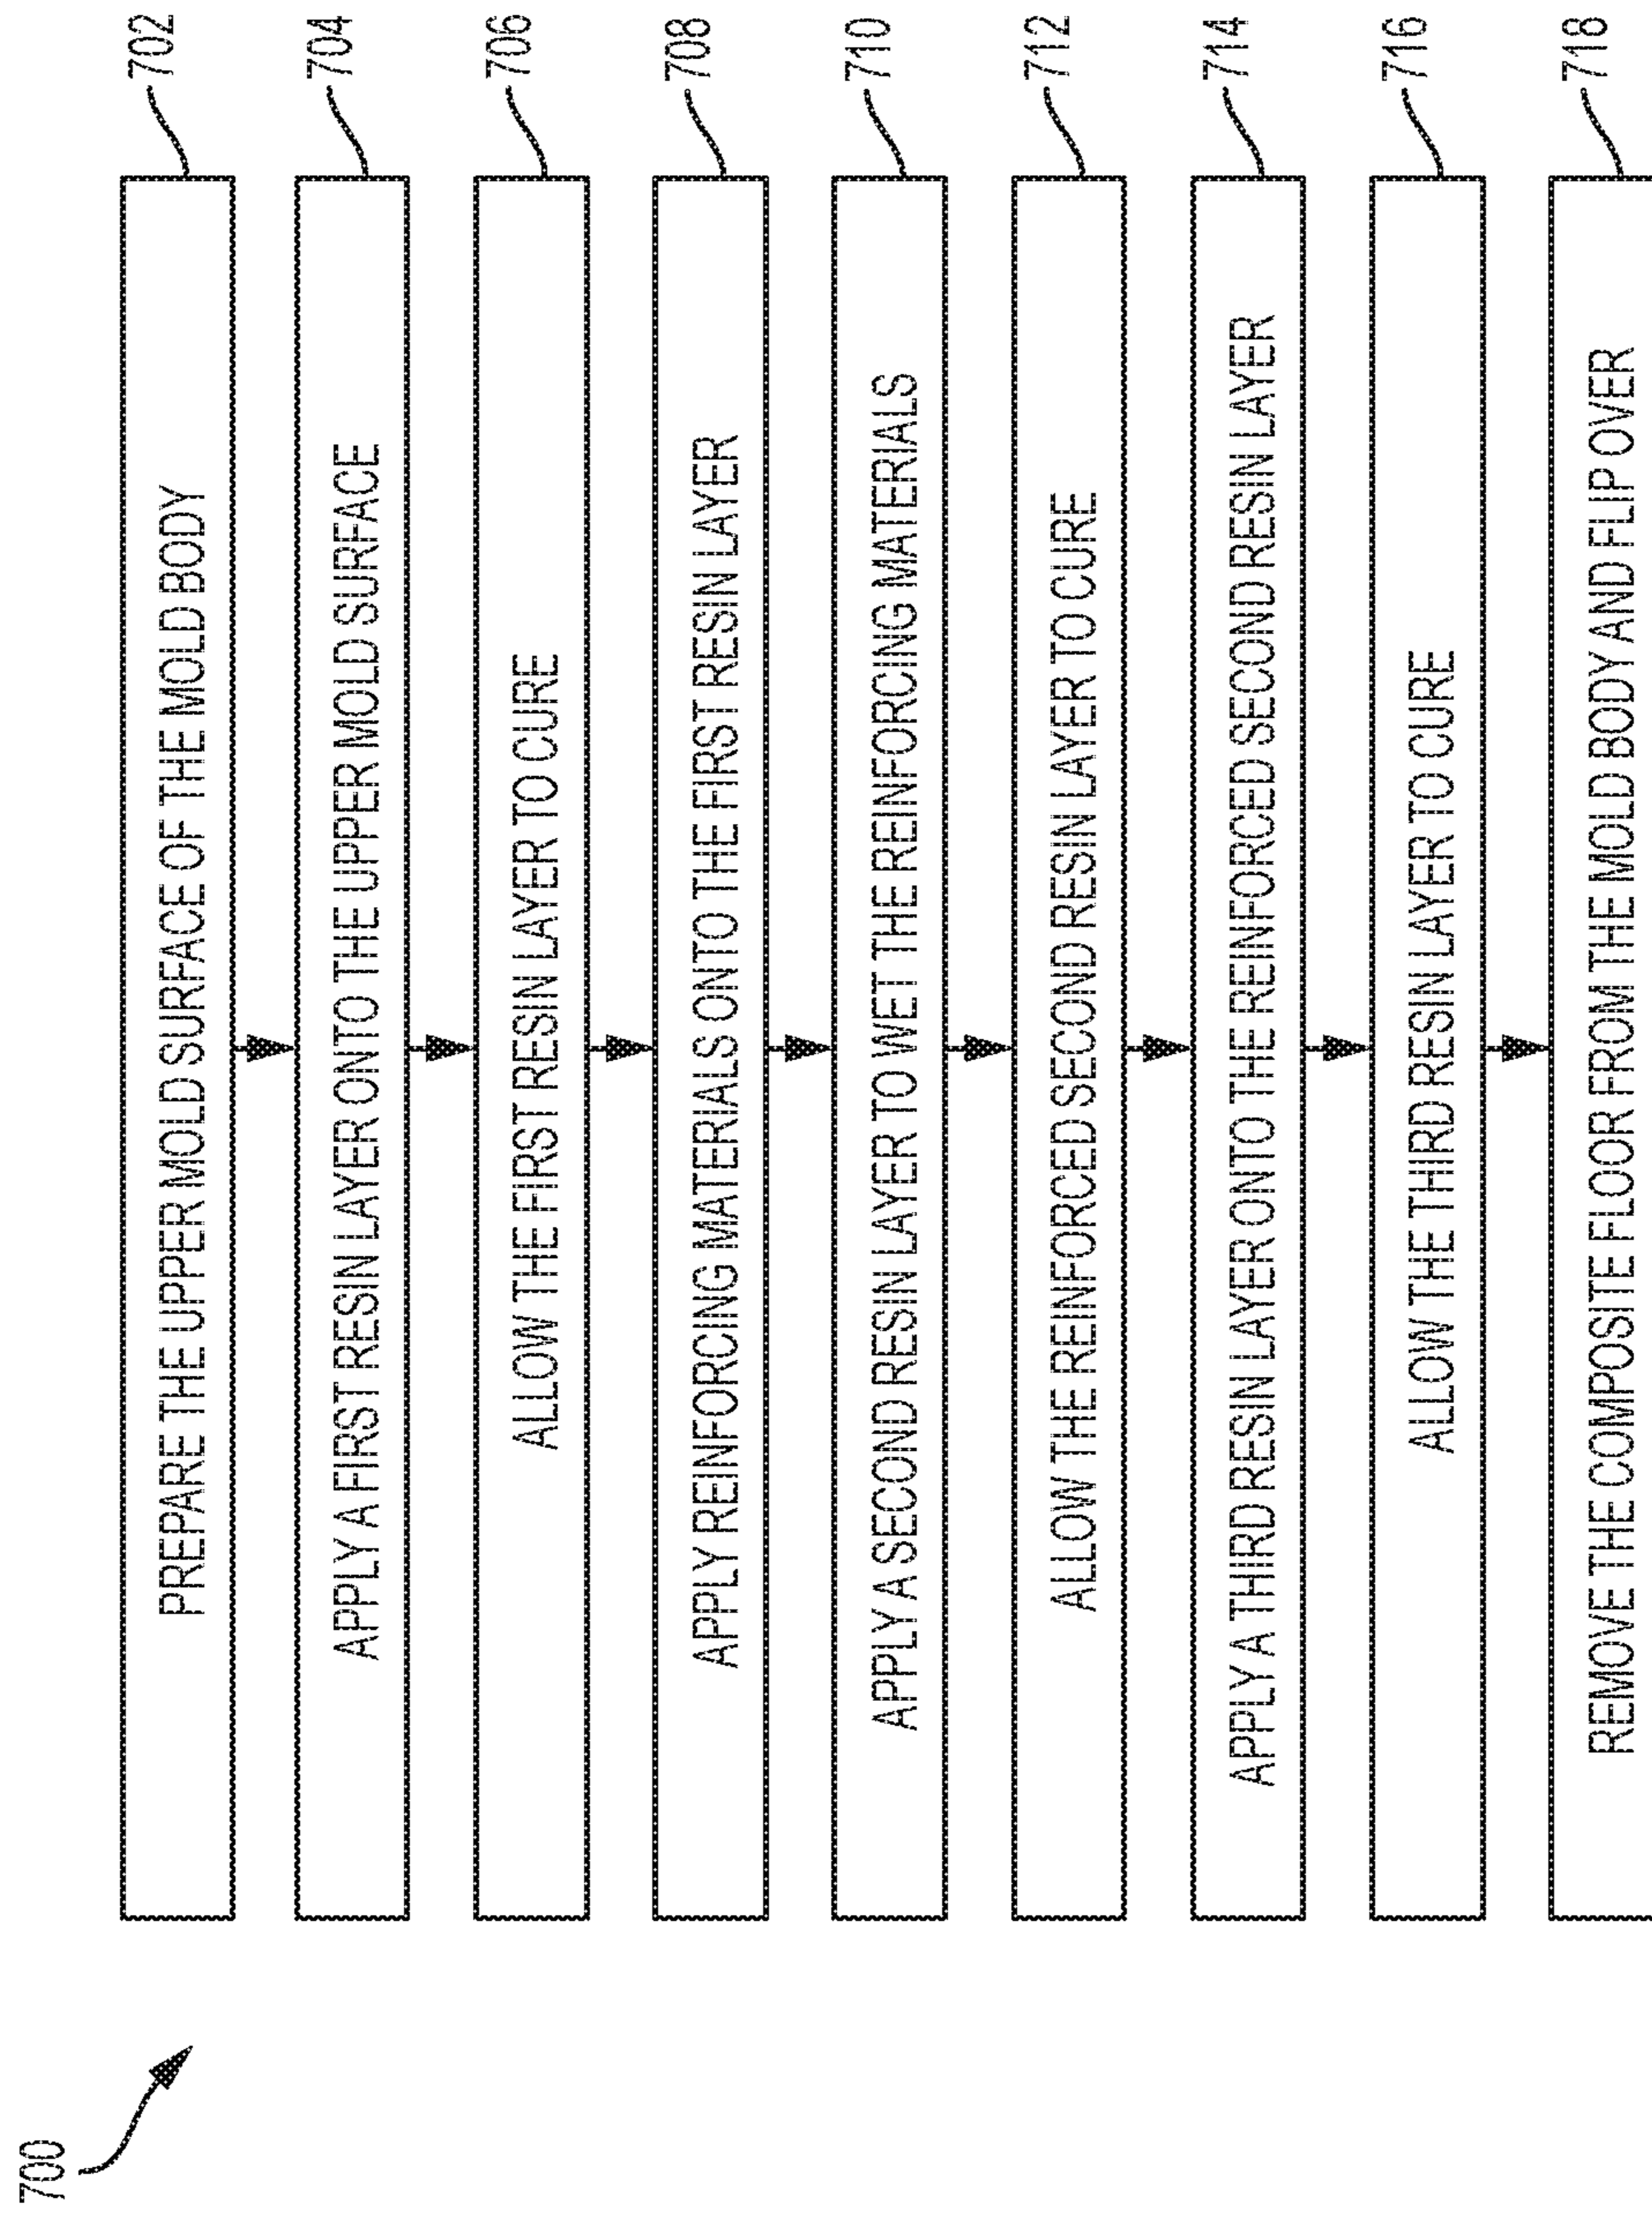 700
PREPARE THE UPPER MOLD SURFACE OF THE MOLD BODY
702
APPLY A FIRST RESIN LAYER ONTO THE UPPER MOLD SURFACE
704
ALLOW THE FIRST RESIN LAYER TO CURE
706
APPLY REINFORCING MATERIALS ONTO THE FIRST RESIN LAYER
708
APPLY A SECOND RESIN LAYER TO WET THE REINFORCING MATERIALS
710
ALLOW THE REINFORCED SECOND RESIN LAYER TO CURE
712
APPLY A THIRD RESIN LAYER ONTO THE REINFORCED SECOND RESIN LAYER
714
ALLOW THE THIRD RESIN LAYER TO CURE
716
REMOVE THE COMPOSITE FLOOR FROM THE MOLD BODY AND FLIP OVER
718